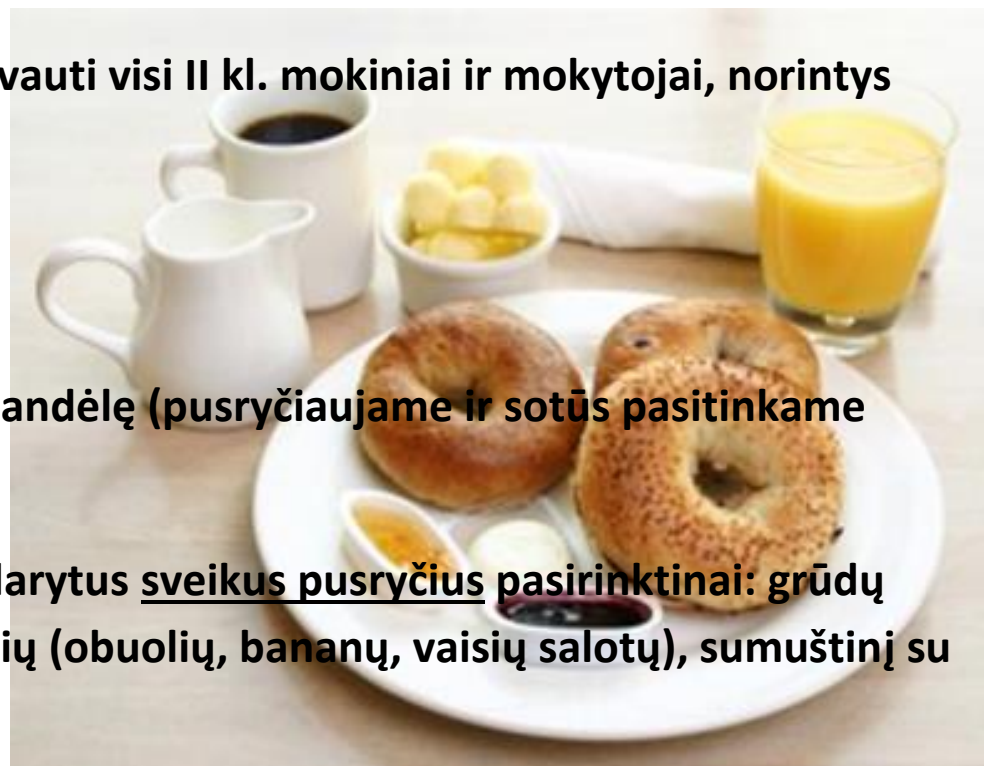 vauti visi II kl. mokiniai ir mokytojai, norintys
andėlę (pusryčiaujame ir sotūs pasitinkame
larytus sveikus pusryčius pasirinktinai: grūdų
ių (obuolių, bananų, vaisių salotų), sumuštinį su